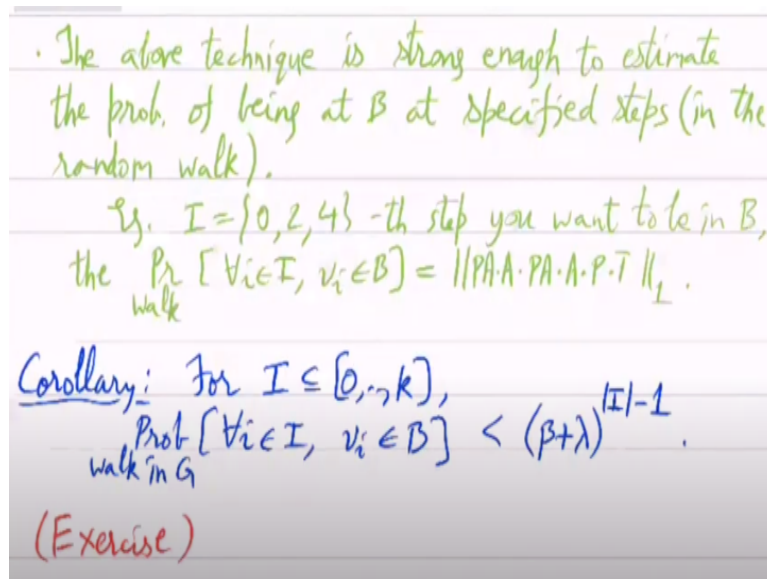 · The above technique is strong enough to estimate
the prob. of being at B at specified steps (in the
random walk).
Eg. I = {0,2,4} -th step you want to be in B,
the Pr [∀i∈I, vᵢ∈B] = ||PA·A·PA·A·P·1̄||₁ .
walk
Corollary: For I ⊆ [0,..,k],
Prob [∀i∈I, vᵢ∈B] < (β+λ)^|I|-1 .
walk in G
(Exercise)